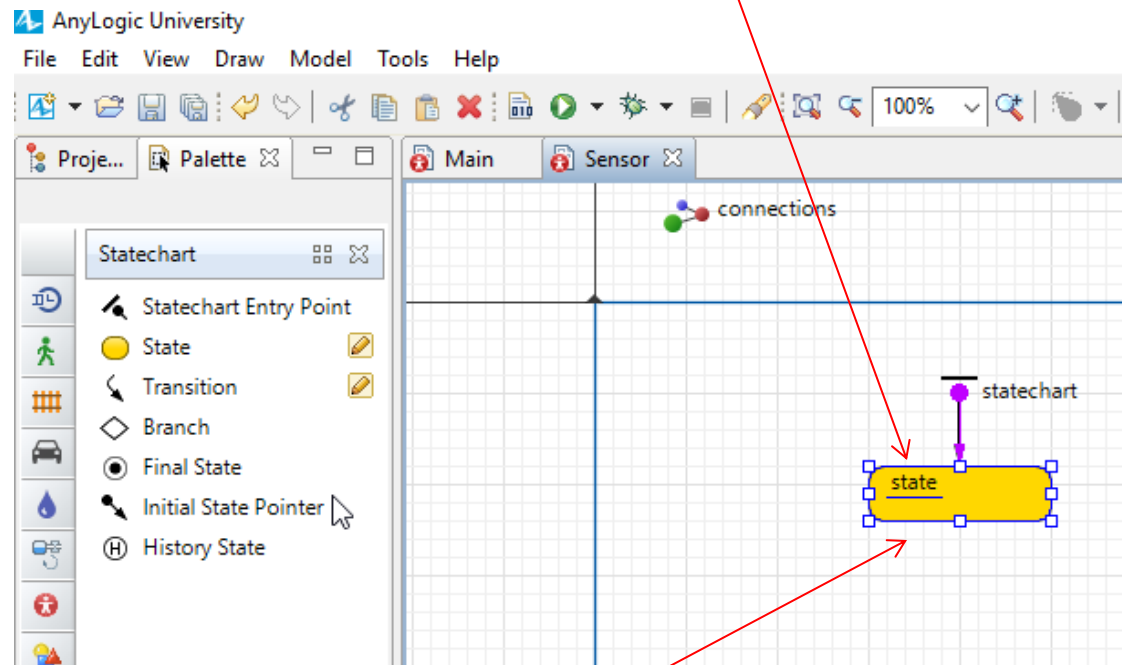 AnyLogic University
File Edit View Draw Model Tools Help
010
100%
Proje... Palette Main Sensor
connections
Statechart
Statechart Entry Point
State
Transition
Branch
Final State
Initial State Pointer
H History State
statechart
state